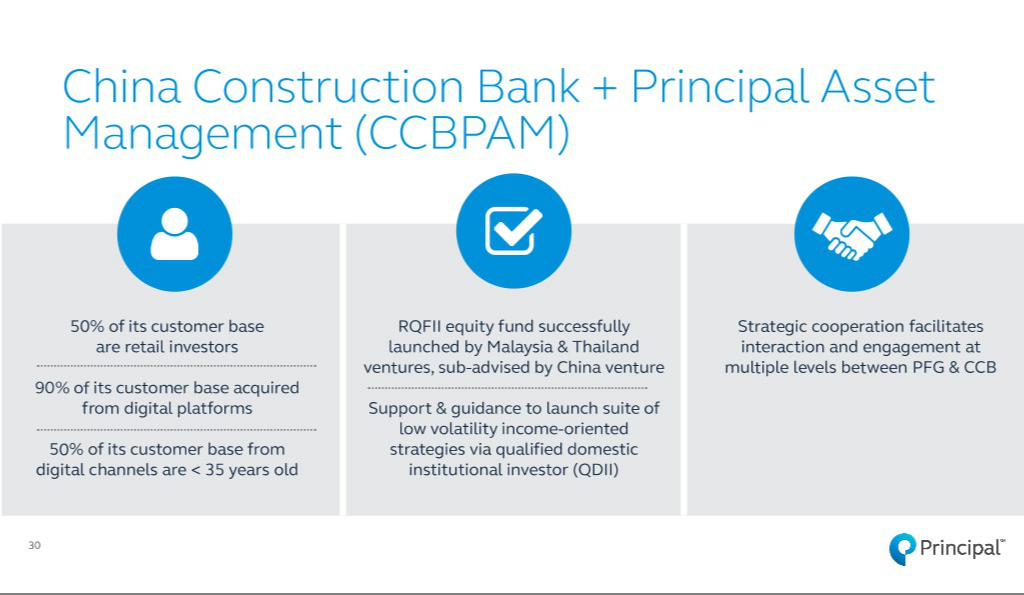 China Construction Bank + Principal Asset
Management (CCBPAM)
50% of its customer base
are retail investors
90% of its customer base acquired
from digital platforms
50% of its customer base from
digital channels are < 35 years old
RQFII equity fund successfully
launched by Malaysia & Thailand
ventures, sub-advised by China venture
Support & guidance to launch suite of
low volatility income-oriented
strategies via qualified domestic
institutional investor (QDII)
Strategic cooperation facilitates
interaction and engagement at
multiple levels between PFG & CCB
30
Principal℠